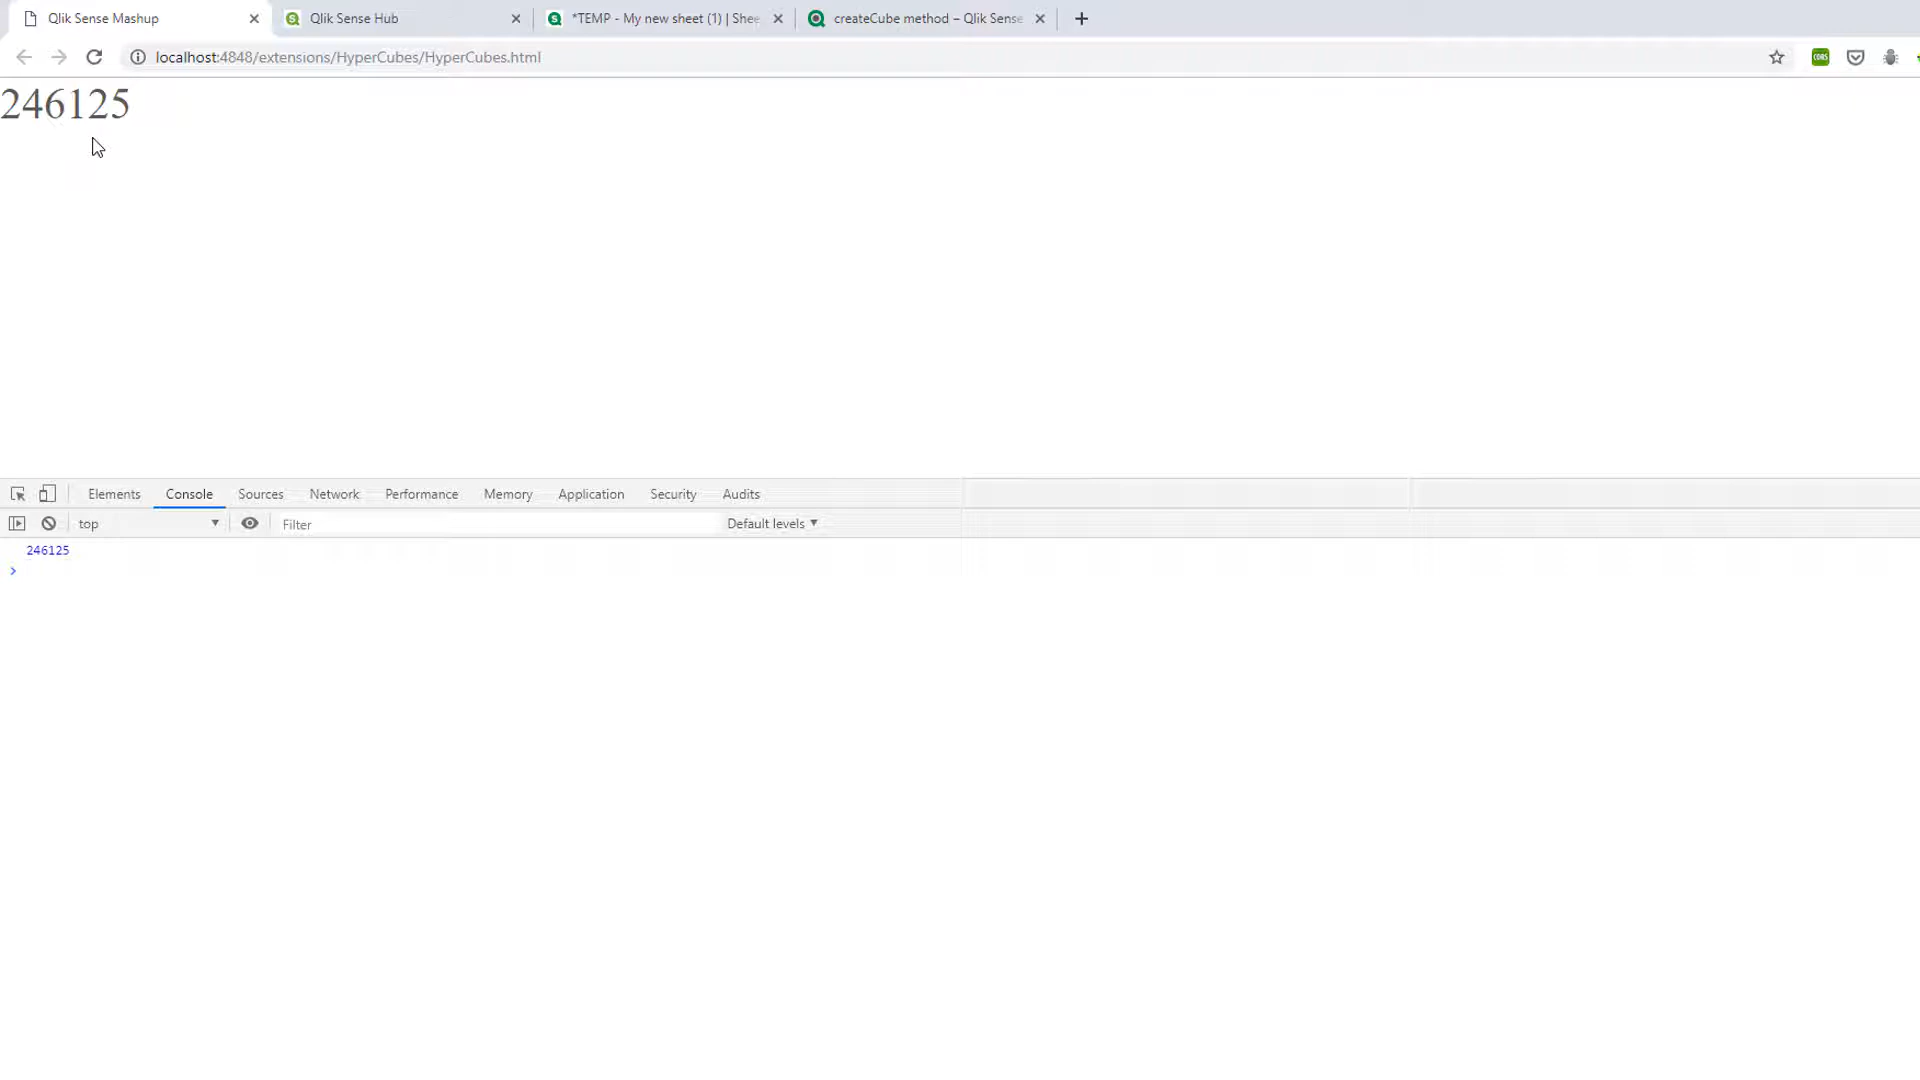 Qlik Sense Mashup
Qlik Sense Hub
*TEMP - My new sheet (1) | Shee
createCube method – Qlik Sense
localhost:4848/extensions/HyperCubes/HyperCubes.html
CORS
246125
Elements
Console
Sources
Network
Performance
Memory
Application
Security
Audits
top
Filter
Default levels
246125